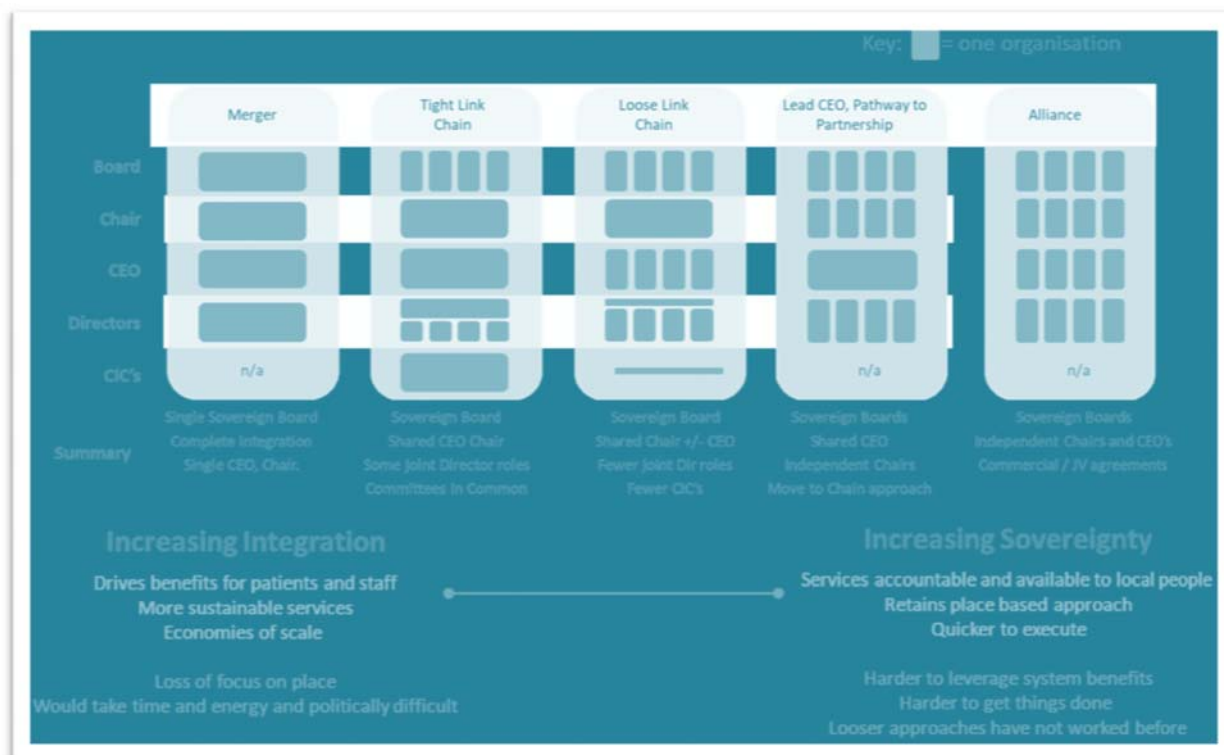 Key: = one organisation
Merger
Tight Link
Chain
Loose Link
Chain
Lead CEO, Pathway to
Partnership
Alliance
Board
Chair
CEO
Directors
CiC's
n/a
n/a
n/a
Summary
Single Sovereign Board
Complete Integration
Single CEO, Chair.
Sovereign Board
Shared CEO Chair
Some Joint Director roles
Committees in Common
Sovereign Board
Shared Chair +/- CEO
Fewer Joint Dir roles
Fewer CiC's
Sovereign Boards
Shared CEO
Independent Chairs
Move to Chain approach
Sovereign Boards
Independent Chairs and CEO's
Commercial / JV agreements
Increasing Integration
Drives benefits for patients and staff
More sustainable services
Economies of scale
Loss of focus on place
Would take time and energy and politically difficult
Increasing Sovereignty
Services accountable and available to local people
Retains place based approach
Quicker to execute
Harder to leverage system benefits
Harder to get things done
Looser approaches have not worked before